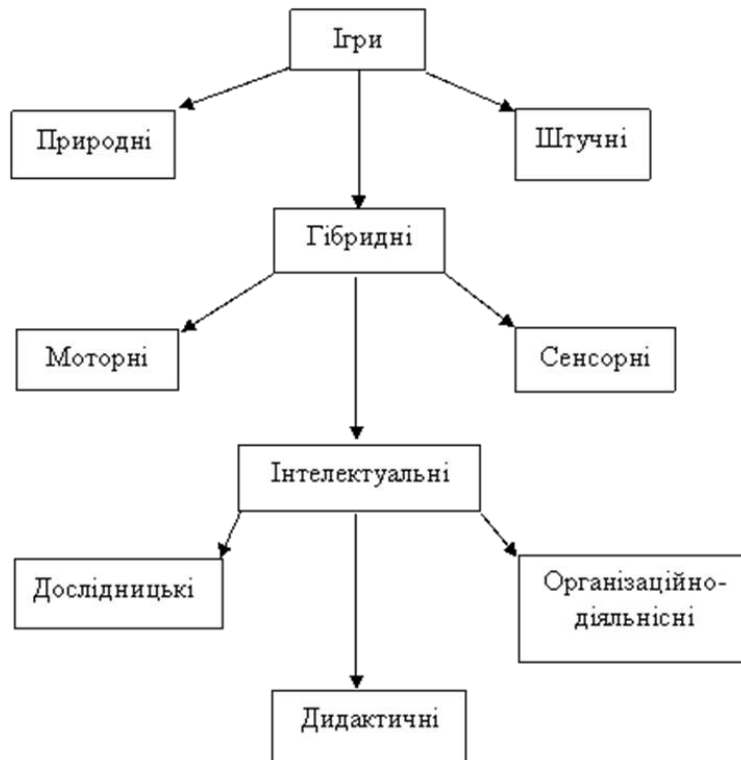 Ігри
Природні
Штучні
Гібридні
Моторні
Сенсорні
Інтелектуальні
Дослідницькі
Організаційно-
діяльнісні
Дидактичні